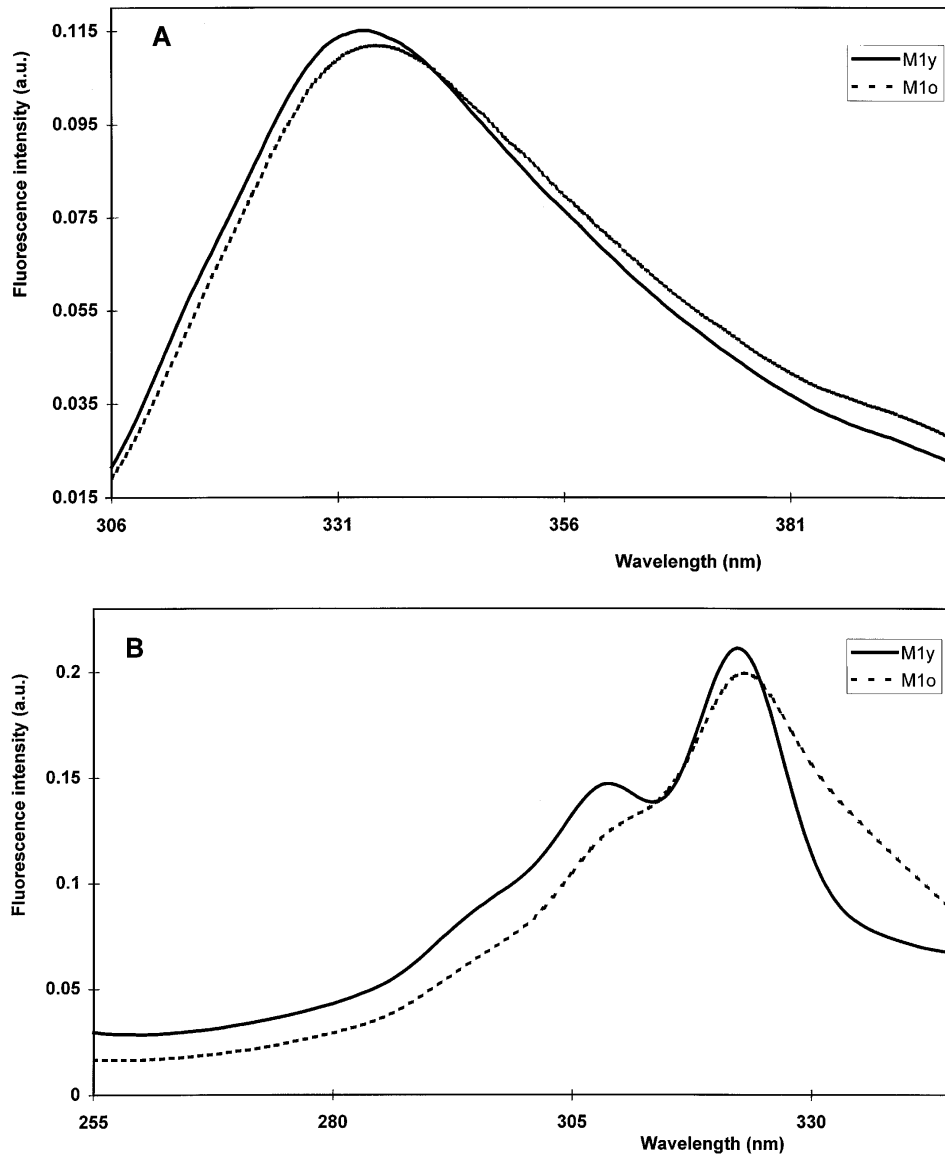 A
M1y
M1o
Fluorescence intensity (a.u.)
0.115
0.095
0.075
0.055
0.035
0.015
306 331 356 381
Wavelength (nm)
B
M1y
M1o
Fluorescence intensity (a.u.)
0.2
0.15
0.1
0.05
0
255 280 305 330
Wavelength (nm)